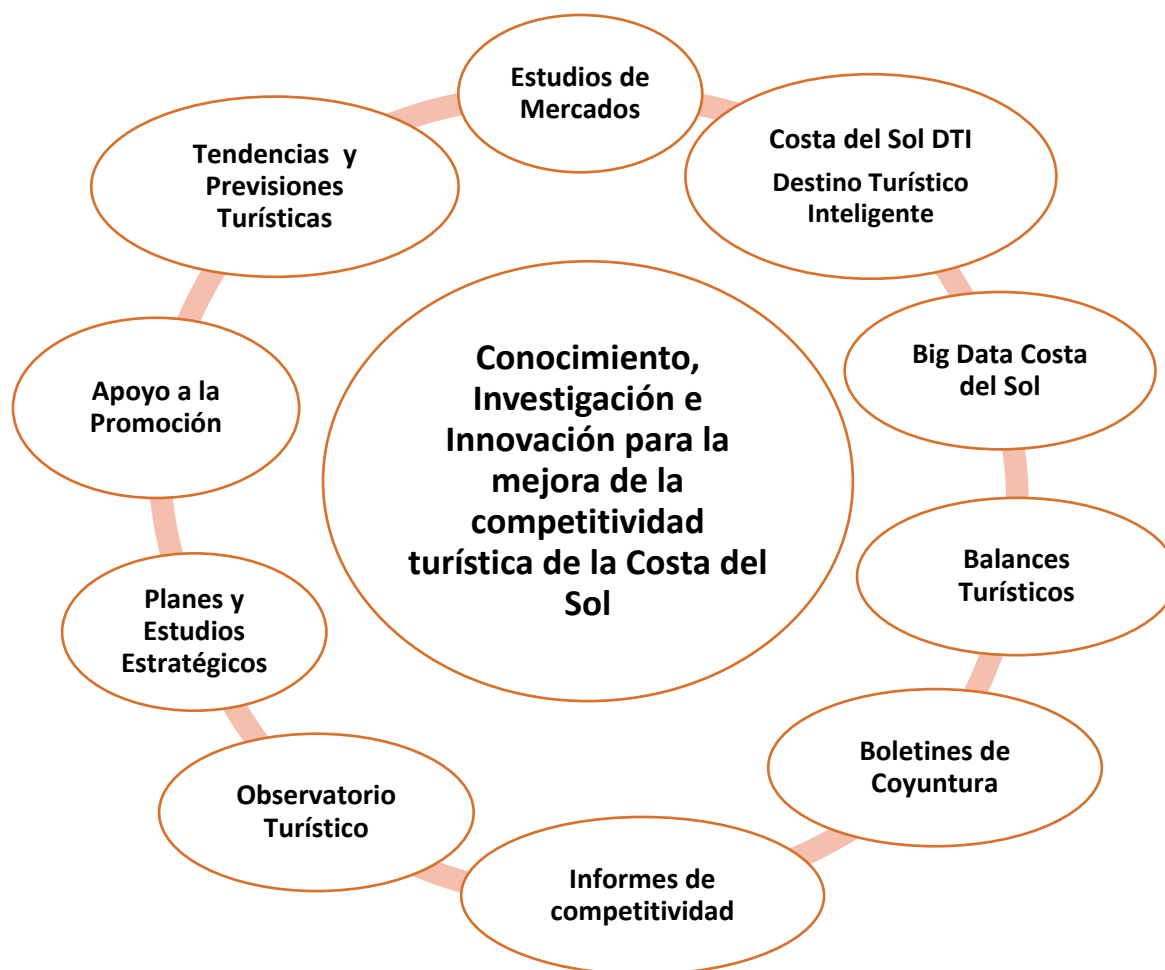 Estudios de
Mercados
Costa del Sol DTI
Destino Turístico
Inteligente
Big Data Costa
del Sol
Balances
Turísticos
Boletines de
Coyuntura
Informes de
competitividad
Observatorio
Turístico
Planes y
Estudios
Estratégicos
Apoyo a la
Promoción
Tendencias y
Previsiones
Turísticas
Conocimiento,
Investigación e
Innovación para la
mejora de la
competitividad
turística de la Costa del
Sol